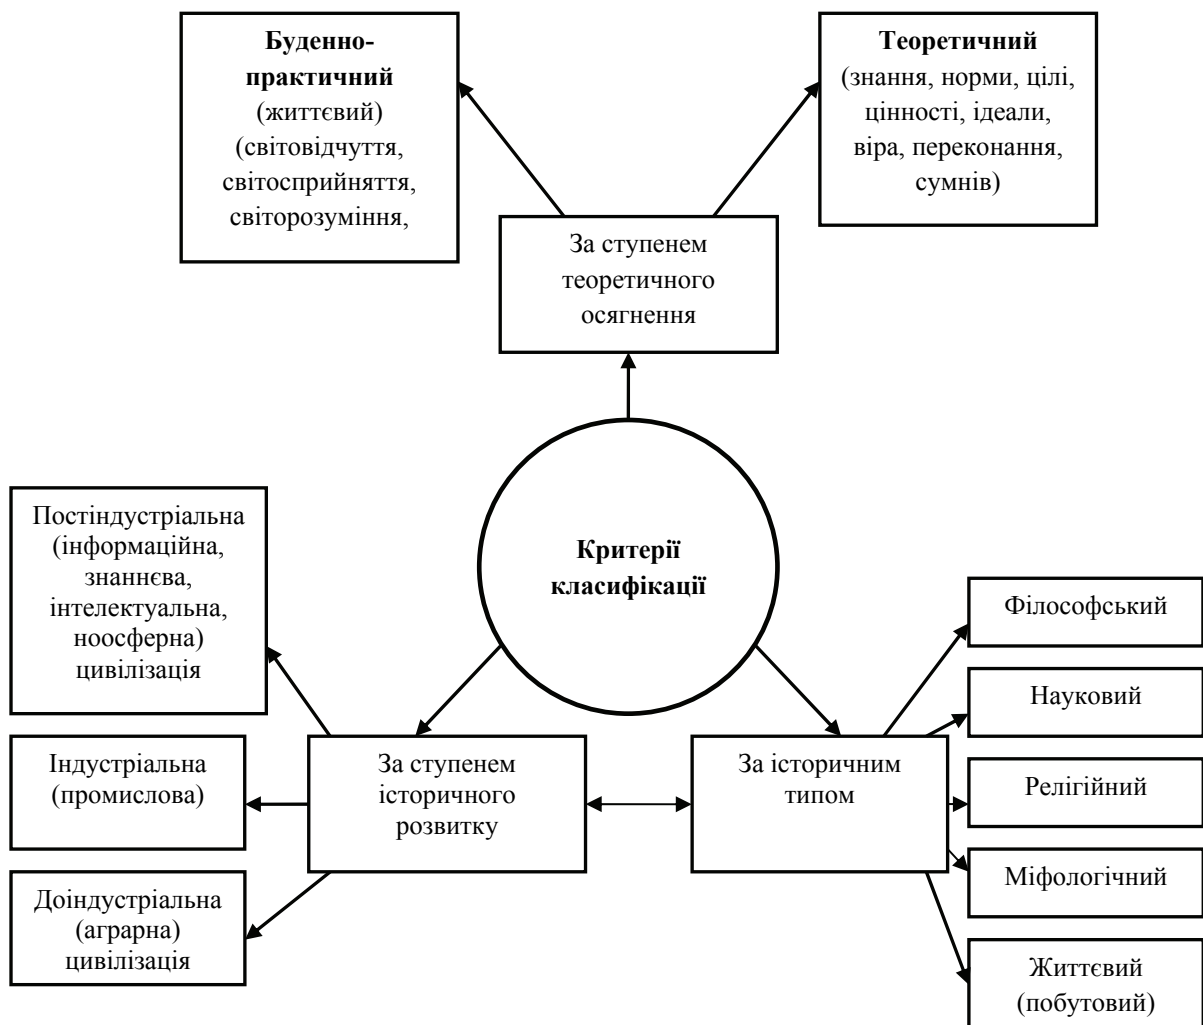 Буденно-
практичний
(життєвий)
(світовідчуття,
світосприйняття,
світорозуміння,
Теоретичний
(знання, норми, цілі,
цінності, ідеали,
віра, переконання,
сумнів)
За ступенем
теоретичного
осягнення
Критерії
класифікації
Постіндустріальна
(інформаційна,
знаннєва,
інтелектуальна,
ноосферна)
цивілізація
Індустріальна
(промислова)
Доіндустріальна
(аграрна)
цивілізація
За ступенем
історичного
розвитку
За історичним
типом
Філософський
Науковий
Релігійний
Міфологічний
Життєвий
(побутовий)